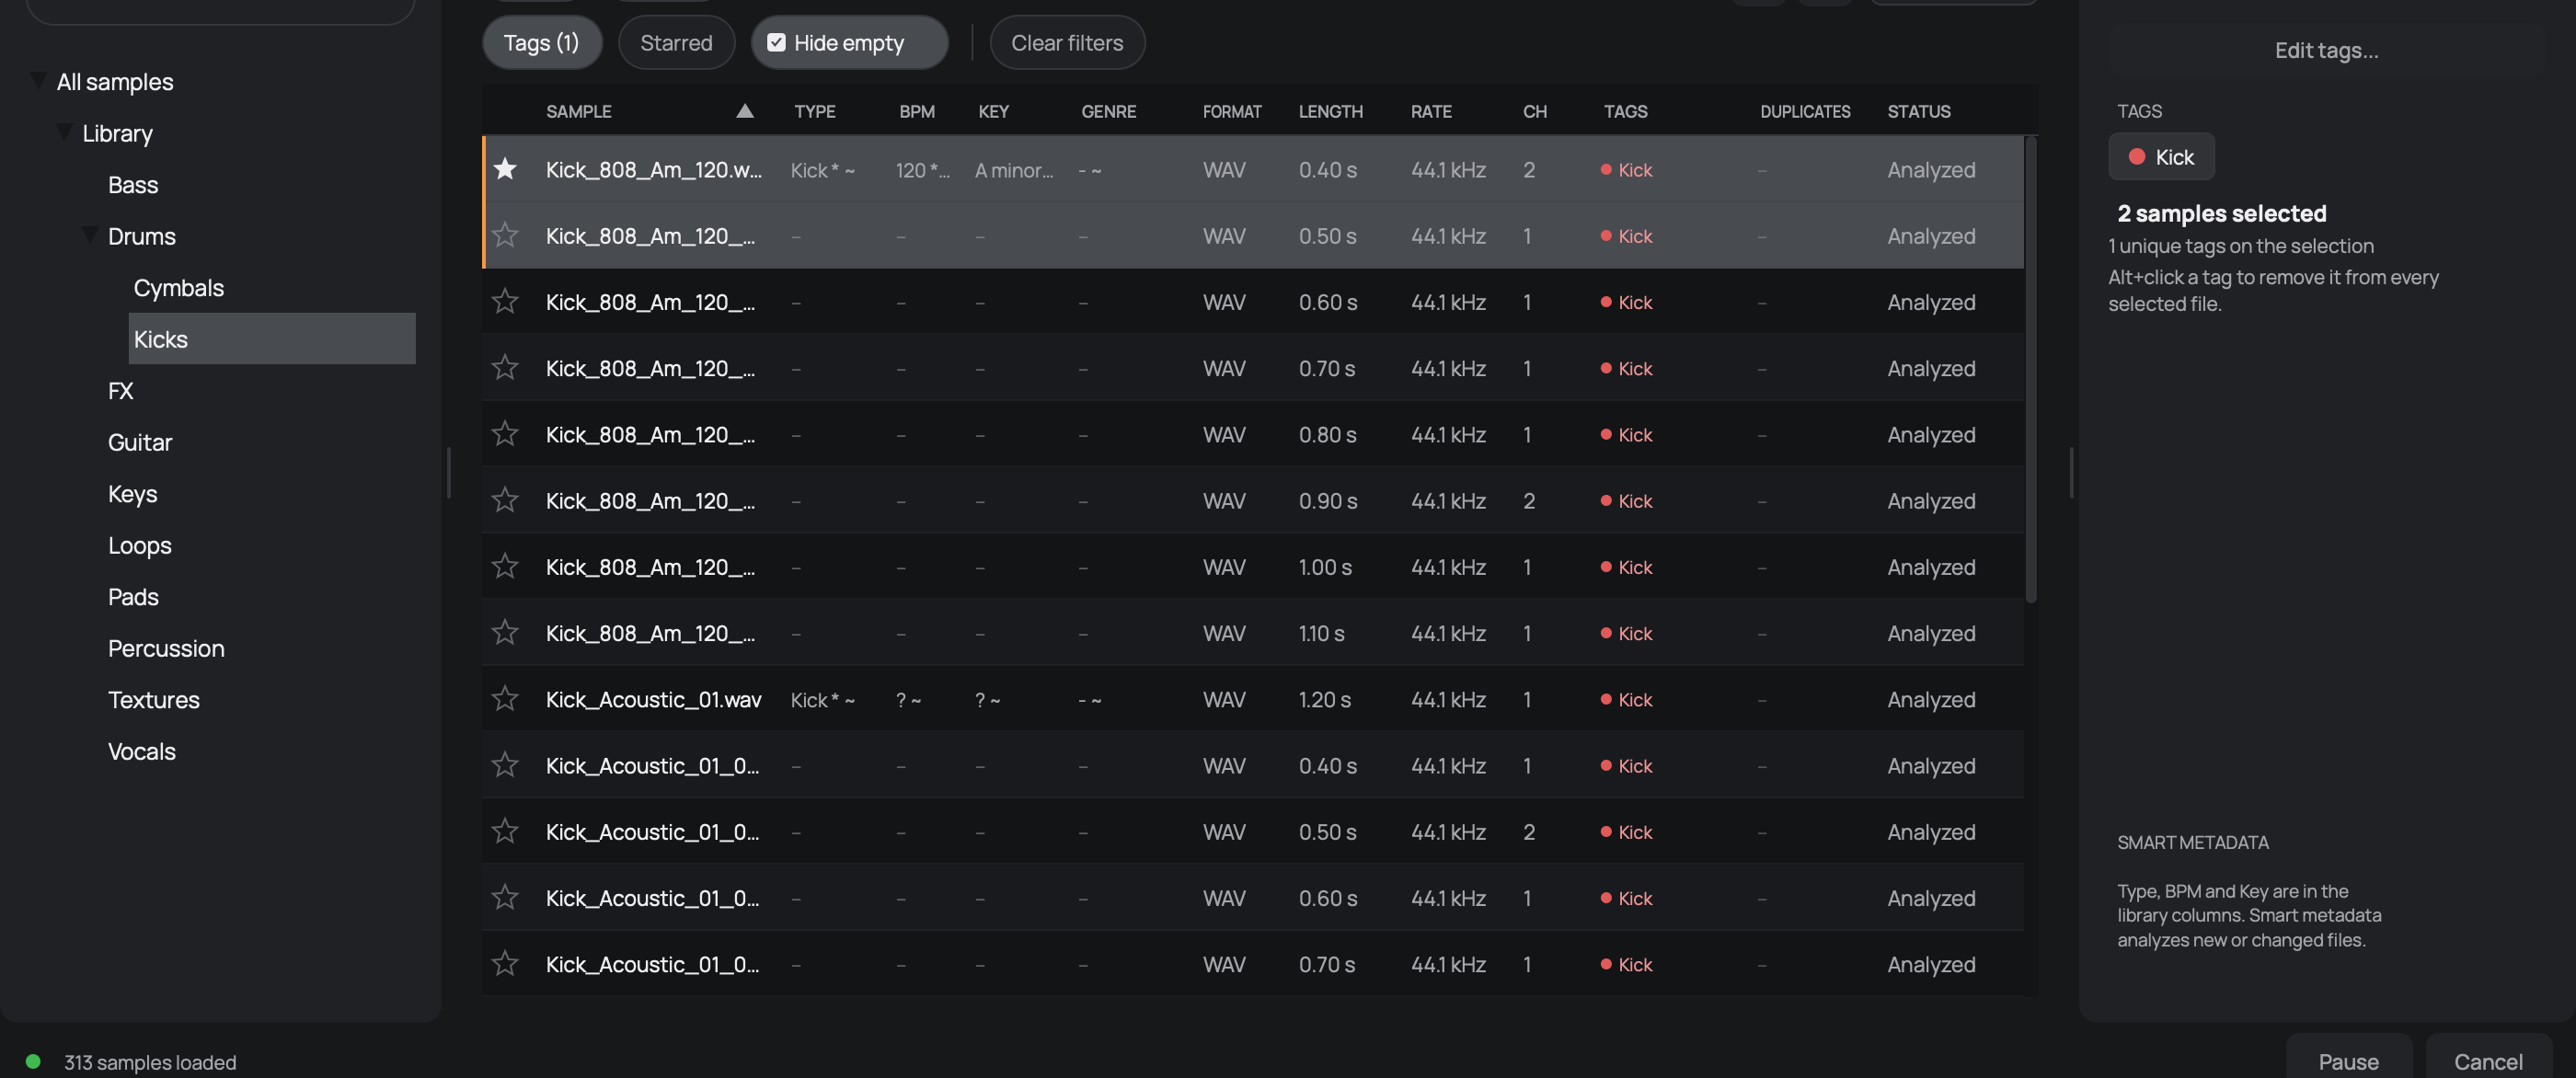 Tags (1) Starred Hide empty Clear filters
Edit tags...
All samples
Library
Bass
Drums
Cymbals
Kicks
FX
Guitar
Keys
Loops
Pads
Percussion
Textures
Vocals
SAMPLE TYPE BPM KEY GENRE FORMAT LENGTH RATE CH TAGS DUPLICATES STATUS
Kick_808_Am_120.w... Kick * ~ 120 *... A minor... - ~ WAV 0.40 s 44.1 kHz 2 Kick – Analyzed
Kick_808_Am_120_... – – – – WAV 0.50 s 44.1 kHz 1 Kick – Analyzed
Kick_808_Am_120_... – – – – WAV 0.60 s 44.1 kHz 1 Kick – Analyzed
Kick_808_Am_120_... – – – – WAV 0.70 s 44.1 kHz 1 Kick – Analyzed
Kick_808_Am_120_... – – – – WAV 0.80 s 44.1 kHz 1 Kick – Analyzed
Kick_808_Am_120_... – – – – WAV 0.90 s 44.1 kHz 2 Kick – Analyzed
Kick_808_Am_120_... – – – – WAV 1.00 s 44.1 kHz 1 Kick – Analyzed
Kick_808_Am_120_... – – – – WAV 1.10 s 44.1 kHz 1 Kick – Analyzed
Kick_Acoustic_01.wav Kick * ~ ? ~ ? ~ - ~ WAV 1.20 s 44.1 kHz 1 Kick – Analyzed
Kick_Acoustic_01_0... – – – – WAV 0.40 s 44.1 kHz 1 Kick – Analyzed
Kick_Acoustic_01_0... – – – – WAV 0.50 s 44.1 kHz 2 Kick – Analyzed
Kick_Acoustic_01_0... – – – – WAV 0.60 s 44.1 kHz 1 Kick – Analyzed
Kick_Acoustic_01_0... – – – – WAV 0.70 s 44.1 kHz 1 Kick – Analyzed
TAGS
Kick
2 samples selected
1 unique tags on the selection
Alt+click a tag to remove it from every
selected file.
SMART METADATA
Type, BPM and Key are in the
library columns. Smart metadata
analyzes new or changed files.
313 samples loaded
Pause Cancel